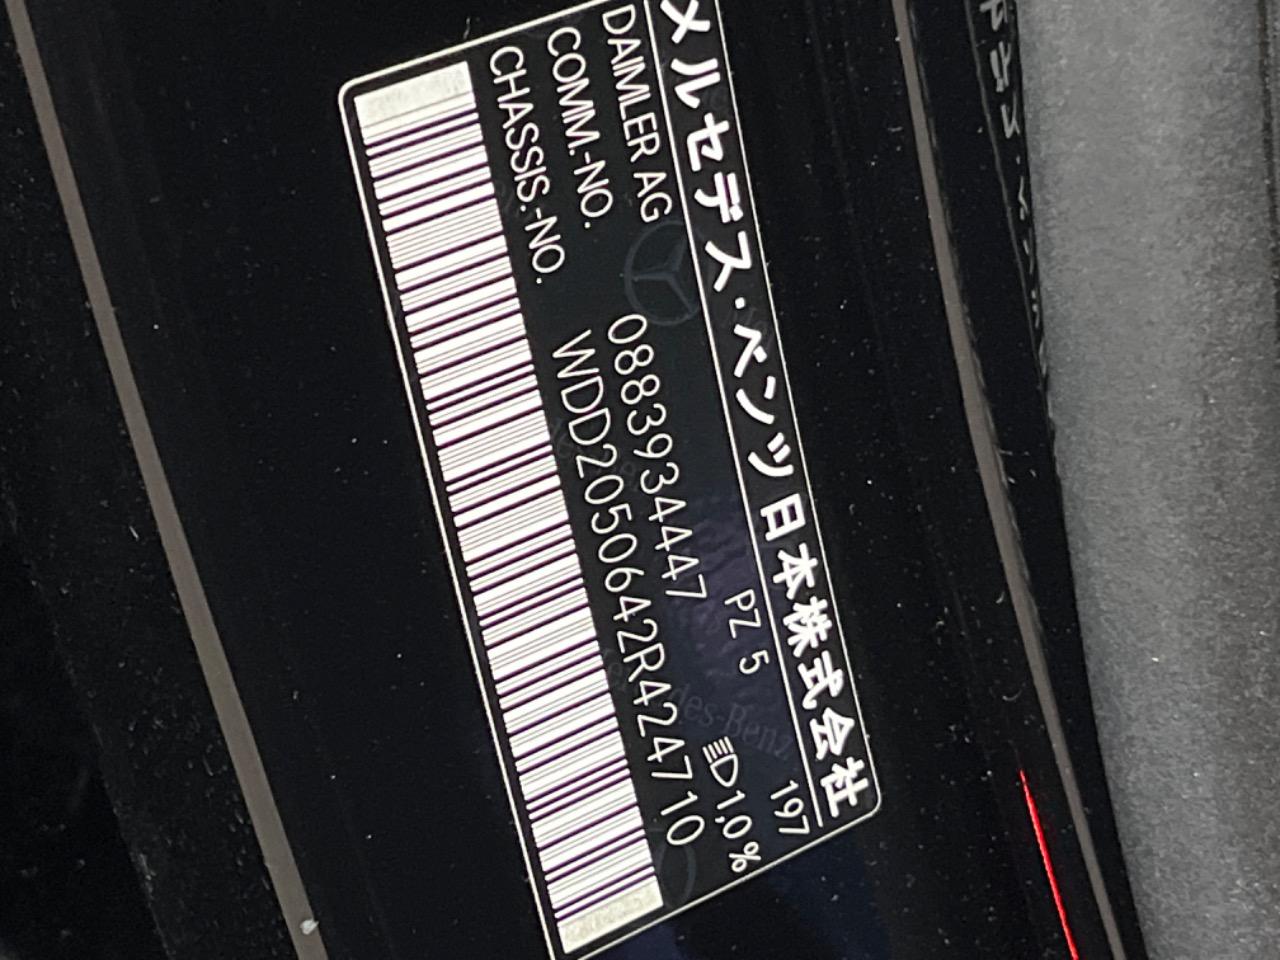 メルセデス・ベンツ日本株式会社
DAIMLER AG 197
COMM.-NO. 0883934447 PZ 5 1,0%
CHASSIS.-NO. WDD2050642R424710